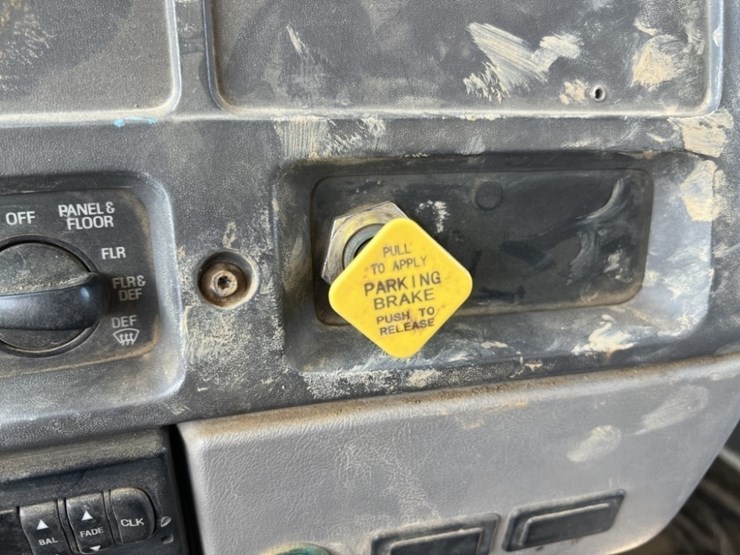 OFF
PANEL &
FLOOR
FLR
FLR &
DEF
DEF
PULL
TO APPLY
PARKING
BRAKE
PUSH TO
RELEASE
BAL
FADE
CLK